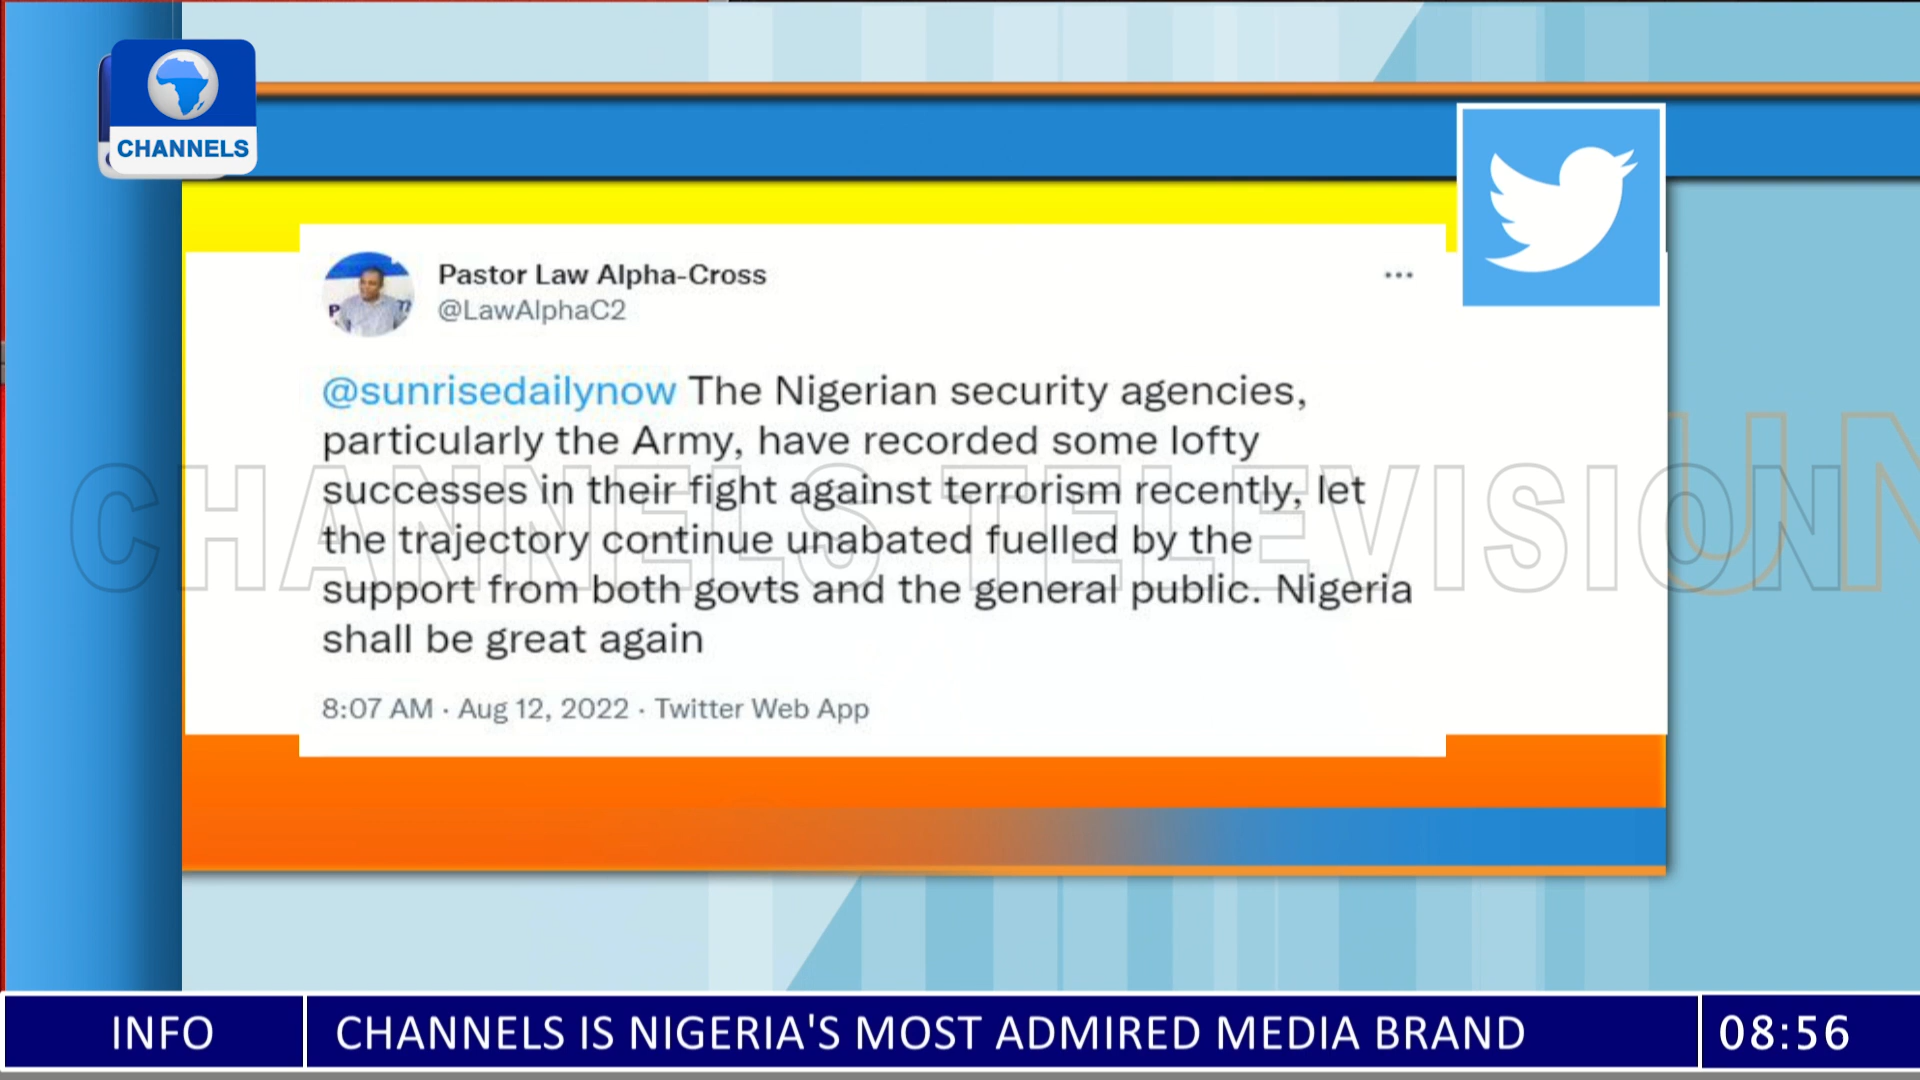 CHANNELS
Pastor Law Alpha-Cross
@LawAlphaC2
@sunrisedailynow The Nigerian security agencies,
particularly the Army, have recorded some lofty
successes in their fight against terrorism recently, let
the trajectory continue unabated fuelled by the
support from both govts and the general public. Nigeria
shall be great again
8:07 AM · Aug 12, 2022 · Twitter Web App
CHANNELS TELEVISION
INFO
CHANNELS IS NIGERIA'S MOST ADMIRED MEDIA BRAND
08:56